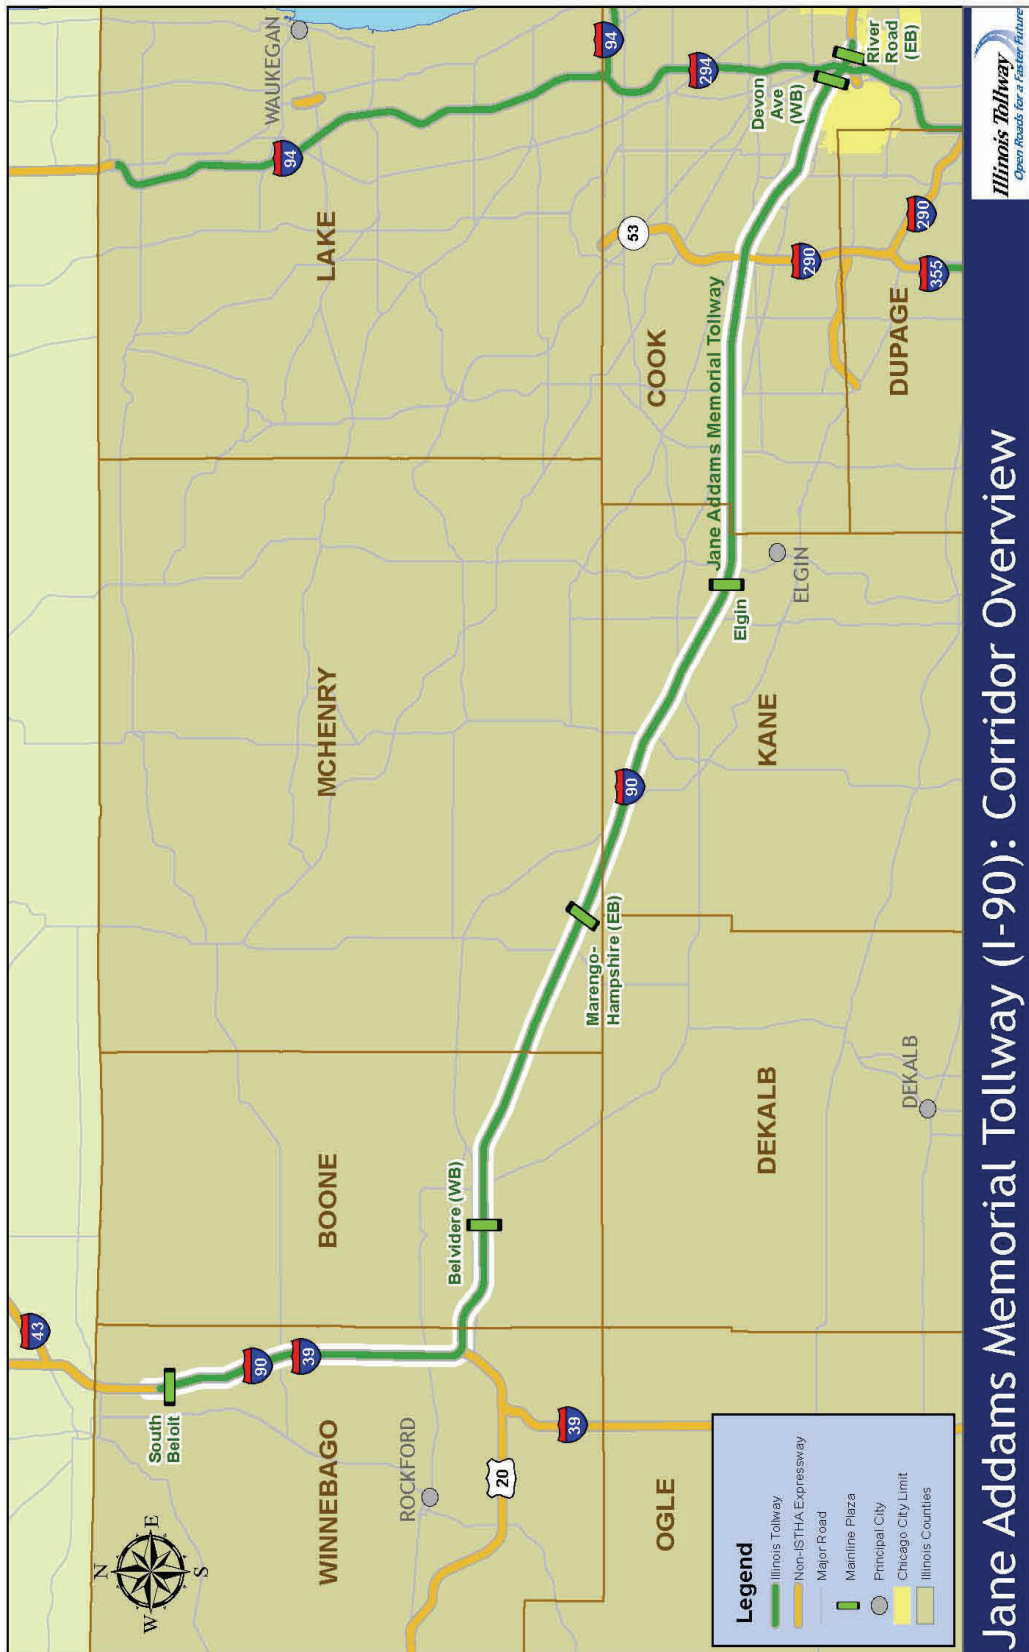 WAUKEGAN
94
94
294
River
Road
(EB)
Devon
Ave
(WB)
43
LAKE
53
290
290
355
COOK
DUPAGE
Jane Addams Memorial Tollway
MCHENRY
ELGIN
Elgin
KANE
90
Marengo-
Hampshire (EB)
BOONE
DEKALB
DEKALB
Belvidere (WB)
90
39
South
Beloit
WINNEBAGO
ROCKFORD
20
39
OGLE
N
E
S
W
Legend
Illinois Tollway
Non-ISTHA Expressway
Major Road
Mainline Plaza
Principal City
Chicago City Limit
Illinois Counties
Jane Addams Memorial Tollway (I-90): Corridor Overview
Illinois Tollway
Open Roads for a Faster Future